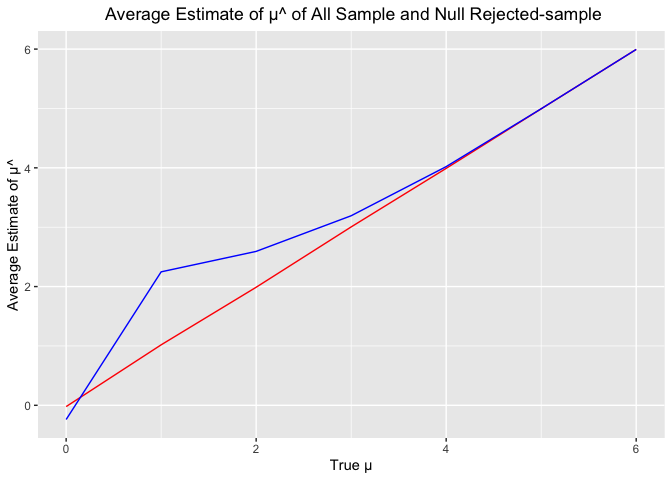 Average Estimate of µ^ of All Sample and Null Rejected-sample
Average Estimate of µ^
6
4
2
0
0 2 4 6
True µ